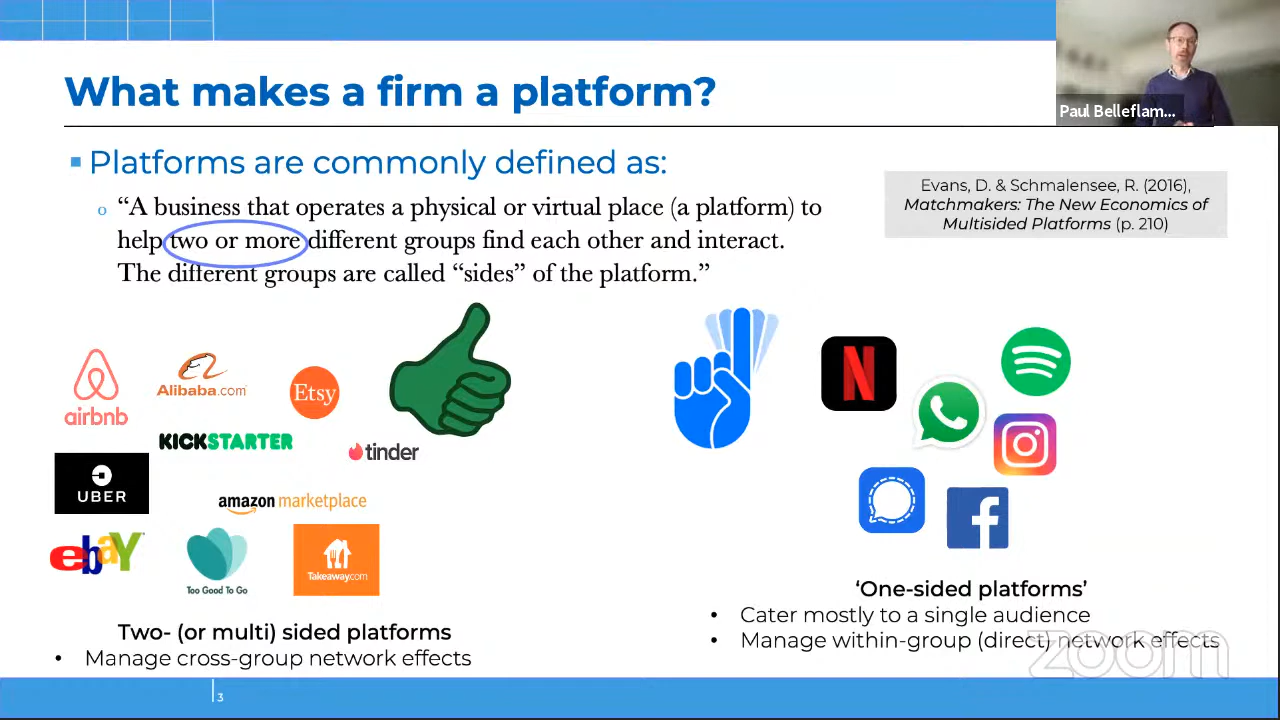 What makes a firm a platform?
Paul Belleflam...
Platforms are commonly defined as:
“A business that operates a physical or virtual place (a platform) to
help two or more different groups find each other and interact.
The different groups are called “sides” of the platform.”
Evans, D. & Schmalensee, R. (2016),
Matchmakers: The New Economics of
Multisided Platforms (p. 210)
airbnb
Alibaba.com
Etsy
KICKSTARTER
tinder
UBER
amazon marketplace
ebay
Too Good To Go
Takeaway.com
Two- (or multi) sided platforms
• Manage cross-group network effects
N
f
‘One-sided platforms’
• Cater mostly to a single audience
• Manage within-group (direct) network effects
zoom
3